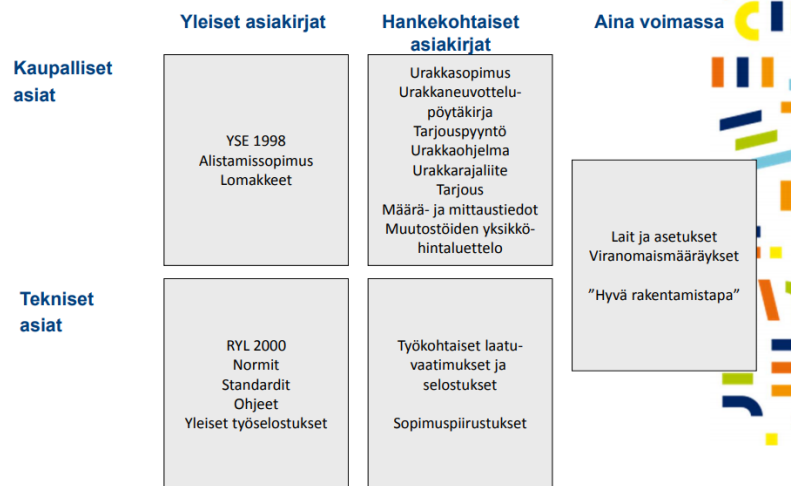 Yleiset asiakirjat
Hankekohtaiset
asiakirjat
Aina voimassa
Kaupalliset
asiat
YSE 1998
Alistamissopimus
Lomakkeet
Urakkasopimus
Urakkaneuvottelu-
pöytäkirja
Tarjouspyyntö
Urakkaohjelma
Urakkarajaliite
Tarjous
Määrä- ja mittaustiedot
Muutostöiden yksikkö-
hintaluettelo
Lait ja asetukset
Viranomaismääräykset
”Hyvä rakentamistapa”
Tekniset
asiat
RYL 2000
Normit
Standardit
Ohjeet
Yleiset työselostukset
Työkohtaiset laatu-
vaatimukset ja
selostukset
Sopimuspiirustukset